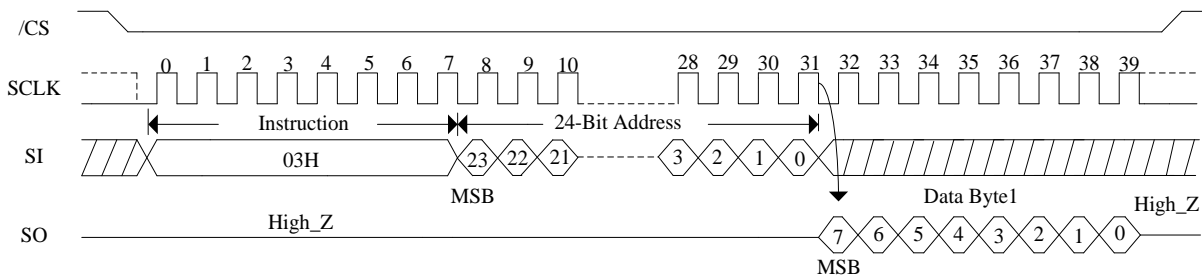 /CS
0 1 2 3 4 5 6 7 8 9 10 28 29 30 31 32 33 34 35 36 37 38 39
SCLK
Instruction 24-Bit Address
SI 03H 23 22 21 3 2 1 0
MSB Data Byte1
High_Z High_Z
SO 7 6 5 4 3 2 1 0
MSB